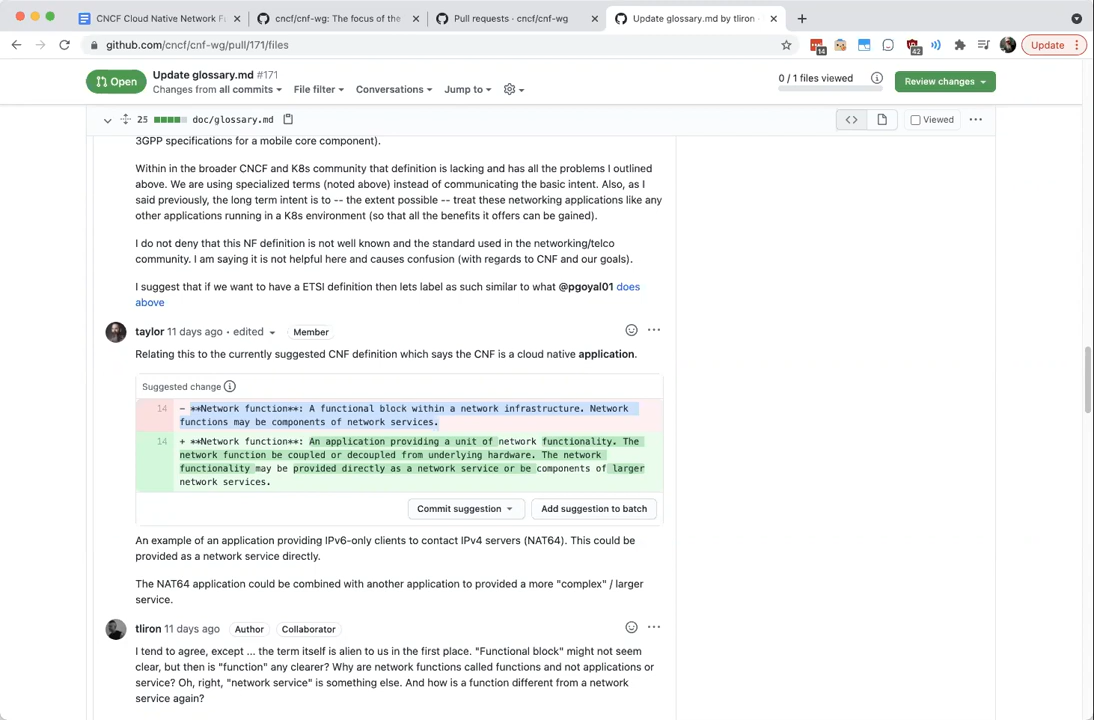 CNCF Cloud Native Network F
cncf/cnf-wg: The focus of the
Pull requests · cncf/cnf-wg
Update glossary.md by tliron
github.com/cncf/cnf-wg/pull/171/files
14
42
Update
Open
Update glossary.md #171
Changes from all commits
File filter
Conversations
Jump to
0 / 1 files viewed
Review changes
25
doc/glossary.md
Viewed
3GPP specifications for a mobile core component).
Within in the broader CNCF and K8s community that definition is lacking and has all the problems I outlined
above. We are using specialized terms (noted above) instead of communicating the basic intent. Also, as I
said previously, the long term intent is to -- the extent possible -- treat these networking applications like any
other applications running in a K8s environment (so that all the benefits it offers can be gained).
I do not deny that this NF definition is not well known and the standard used in the networking/telco
community. I am saying it is not helpful here and causes confusion (with regards to CNF and our goals).
I suggest that if we want to have a ETSI definition then lets label as such similar to what @pgoyal01 does
above
taylor 11 days ago • edited
Member
Relating this to the currently suggested CNF definition which says the CNF is a cloud native application.
Suggested change
14 - **Network function**: A functional block within a network infrastructure. Network
functions may be components of network services.
14 + **Network function**: An application providing a unit of network functionality. The
network function be coupled or decoupled from underlying hardware. The network
functionality may be provided directly as a network service or be components of larger
network services.
Commit suggestion
Add suggestion to batch
An example of an application providing IPv6-only clients to contact IPv4 servers (NAT64). This could be
provided as a network service directly.
The NAT64 application could be combined with another application to provided a more "complex" / larger
service.
tliron 11 days ago
Author
Collaborator
I tend to agree, except ... the term itself is alien to us in the first place. "Functional block" might not seem
clear, but then is "function" any clearer? Why are network functions called functions and not applications or
service? Oh, right, "network service" is something else. And how is a function different from a network
service again?